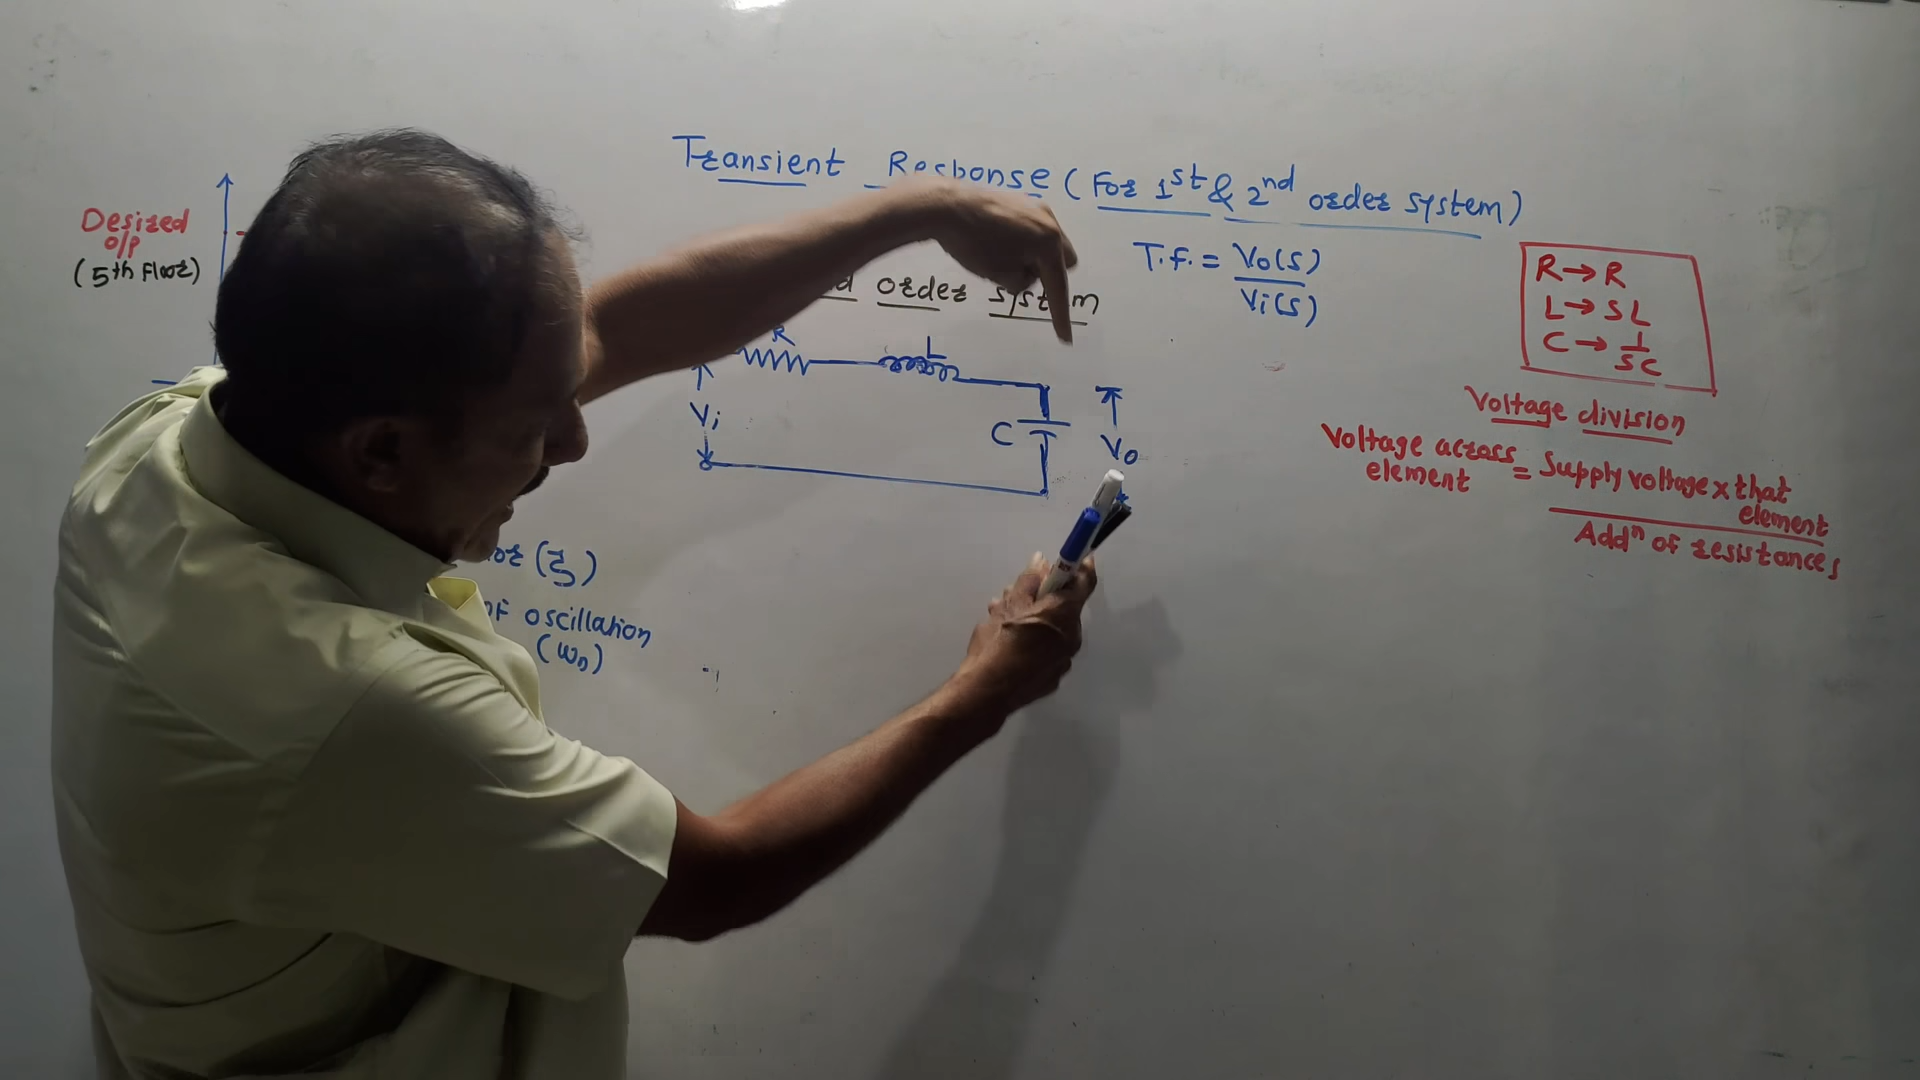 Transient Response (For 1st & 2nd order system)
Desired
o/p
(5th Floor)
order system
T.f. = Vo(s)
Vi(s)
R→R
L→SL
C→1
SC
R
L
Vi
C
Vo
Voltage division
Voltage across
element
= Supply voltage x that
element
Addn of resistances
(ξ)
of oscillation
(ωn)